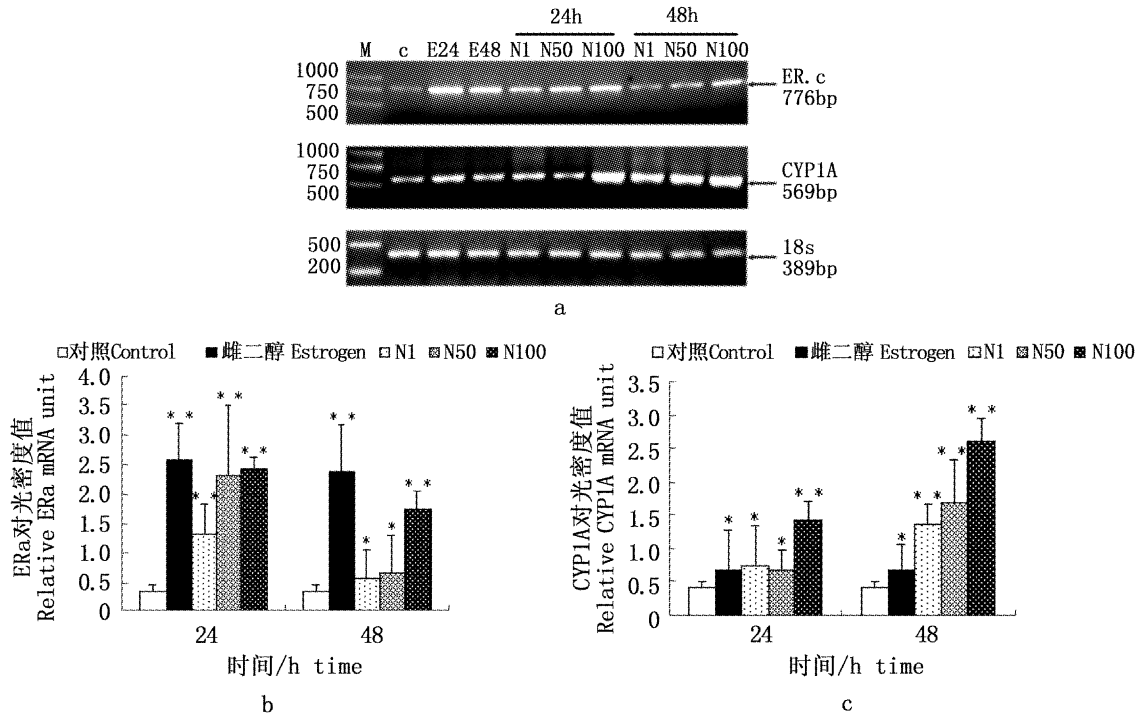 24h 48h
M c E24 E48 N1 N50 N100 N1 N50 N100
1000
750
500
ER.c
776bp
1000
750
500
CYP1A
569bp
500
200
18s
389bp
a
对照Control 雌二醇 Estrogen N1 N50 N100
ERa对光密度值
Relative ERa mRNA unit
4.0
3.5
3.0
2.5
2.0
1.5
1.0
0.5
0
** ** ** ** ** * * **
24 48
时间/h time
b
对照Control 雌二醇 Estrogen N1 N50 N100
CYP1A对光密度值
Relative CYP1A mRNA unit
3.5
3.0
2.5
2.0
1.5
1.0
0.5
0
* * * ** * ** ** **
24 48
时间/h time
c